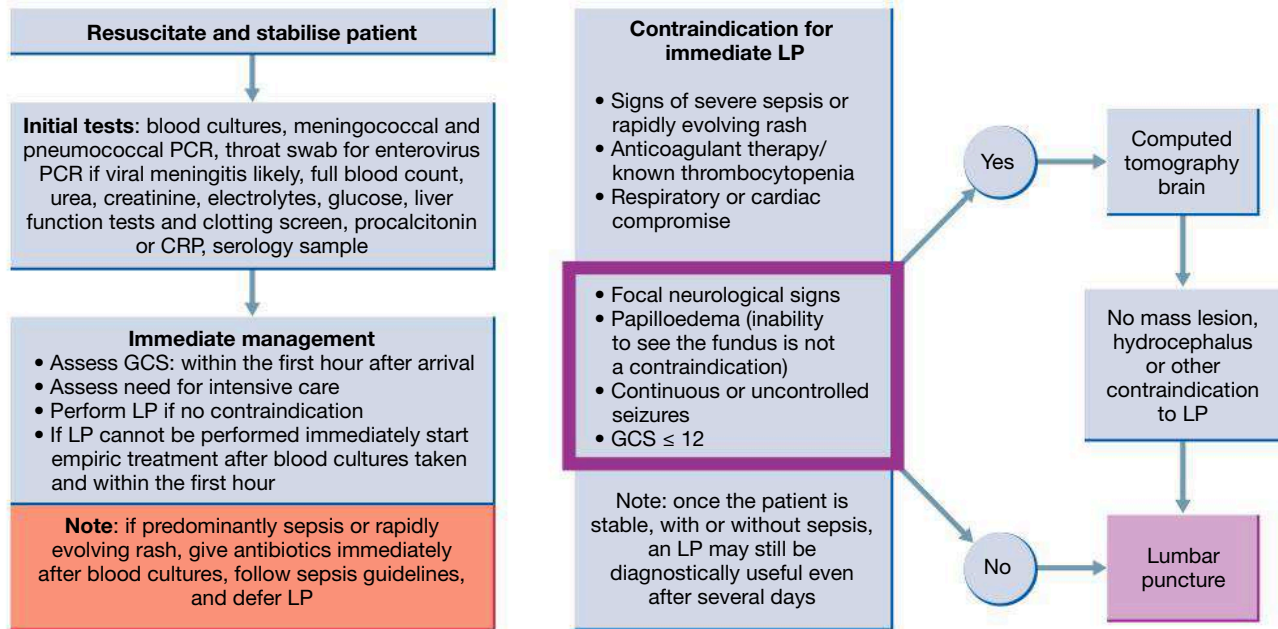 Resuscitate and stabilise patient
Initial tests: blood cultures, meningococcal and
pneumococcal PCR, throat swab for enterovirus
PCR if viral meningitis likely, full blood count,
urea, creatinine, electrolytes, glucose, liver
function tests and clotting screen, procalcitonin
or CRP, serology sample
Immediate management
• Assess GCS: within the first hour after arrival
• Assess need for intensive care
• Perform LP if no contraindication
• If LP cannot be performed immediately start
empiric treatment after blood cultures taken
and within the first hour
Note: if predominantly sepsis or rapidly
evolving rash, give antibiotics immediately
after blood cultures, follow sepsis guidelines,
and defer LP
Contraindication for
immediate LP
• Signs of severe sepsis or
rapidly evolving rash
• Anticoagulant therapy/
known thrombocytopenia
• Respiratory or cardiac
compromise
• Focal neurological signs
• Papilloedema (inability
to see the fundus is not
a contraindication)
• Continuous or uncontrolled
seizures
• GCS ≤ 12
Note: once the patient is
stable, with or without sepsis,
an LP may still be
diagnostically useful even
after several days
Yes
Computed
tomography
brain
No mass lesion,
hydrocephalus
or other
contraindication
to LP
No
Lumbar
puncture